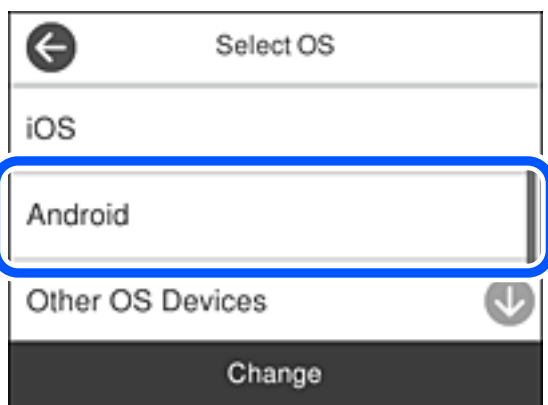 Select OS
iOS
Android
Other OS Devices
Change